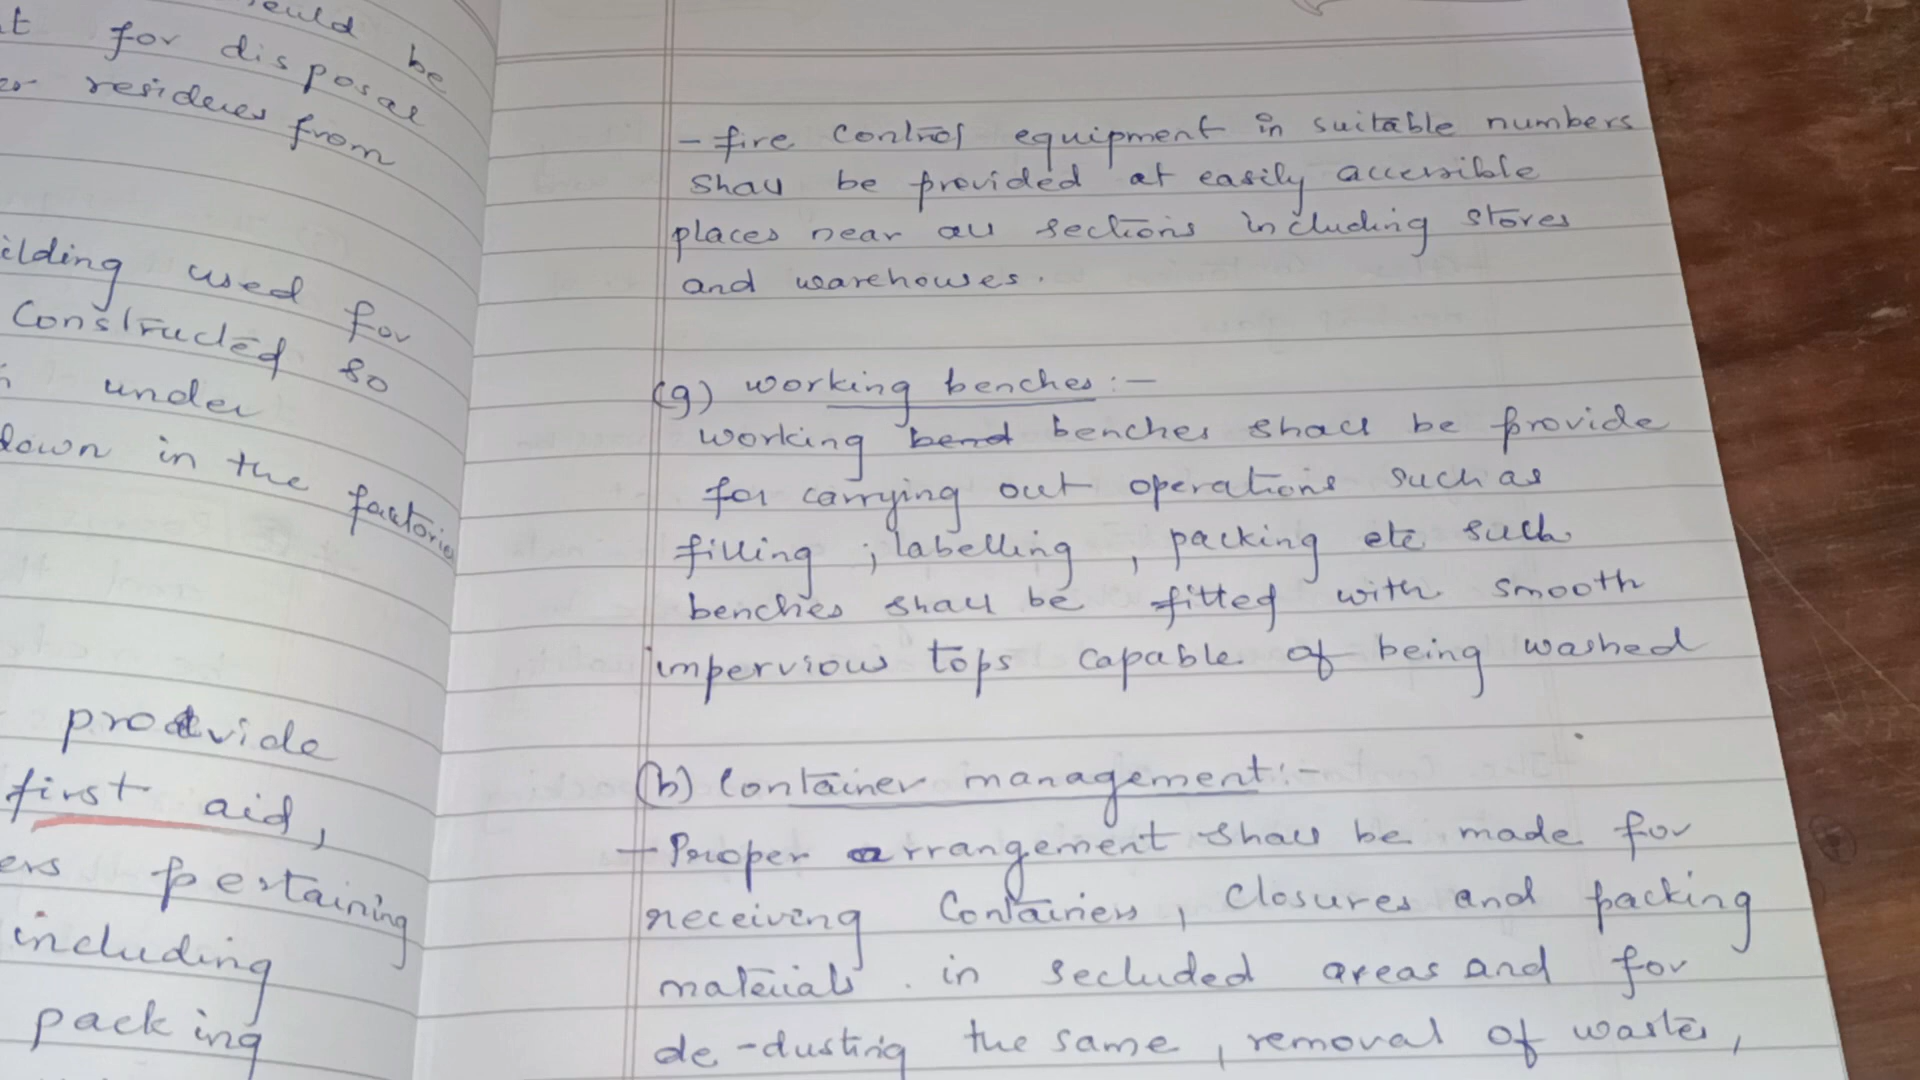 be
for disposal
residues from
ilding used for
Constructed so
under
down in the factories
provide
first aid,
ers pertaining
including
packing
- fire control equipment in suitable numbers
shall be provided at easily accessible
places near all sections including stores
and warehouses.
(g) working benches:-
working bend benches shall be provide
for carrying out operations such as
filling, labelling, packing etc such
benches shall be fitted with smooth
impervious tops capable of being washed
(h) Container management:-
- Proper arrangement shall be made for
receiving Containers, closures and packing
materials. in secluded areas and for
de-dusting the same, removal of wastes,